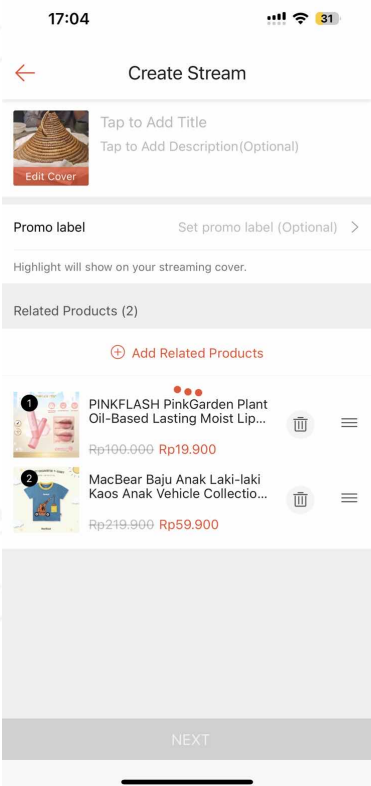 17:04
31
Create Stream
Tap to Add Title
Tap to Add Description(Optional)
Edit Cover
Promo label
Set promo label (Optional)
Highlight will show on your streaming cover.
Related Products (2)
Add Related Products
1
PINKFLASH PinkGarden Plant
Oil-Based Lasting Moist Lip...
Rp100.000 Rp19.900
2
MacBear Baju Anak Laki-laki
Kaos Anak Vehicle Collectio...
Rp219.900 Rp59.900
NEXT